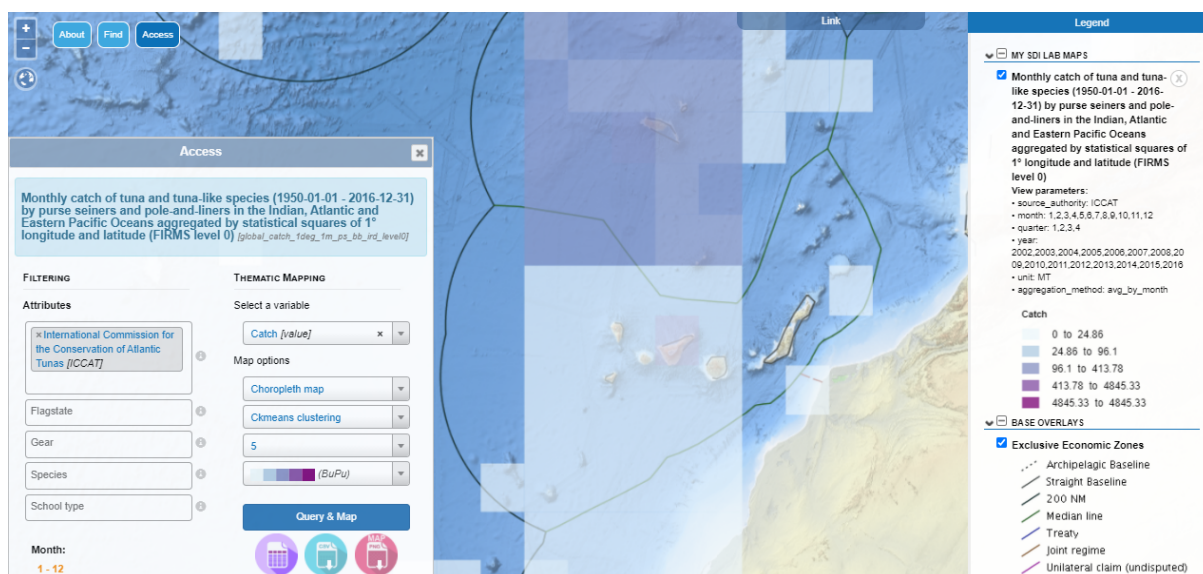 +
−
About
Find
Access
Link
Access
×
Monthly catch of tuna and tuna-like species (1950-01-01 - 2016-12-31)
by purse seiners and pole-and-liners in the Indian, Atlantic and
Eastern Pacific Oceans aggregated by statistical squares of 1°
longitude and latitude (FIRMS level 0) [global_catch_1deg_1m_ps_bb_ird_level0]
FILTERING
Attributes
×International Commission for
the Conservation of Atlantic
Tunas [ICCAT]
Flagstate
Gear
Species
School type
Month:
1 - 12
THEMATIC MAPPING
Select a variable
Catch [value] ×
Map options
Choropleth map
Ckmeans clustering
5
(BuPu)
Query & Map
CSV
MAP
PNG
Legend
MY SDI LAB MAPS
Monthly catch of tuna and tuna-
like species (1950-01-01 - 2016-
12-31) by purse seiners and pole-
and-liners in the Indian, Atlantic
and Eastern Pacific Oceans
aggregated by statistical squares of
1° longitude and latitude (FIRMS
level 0)
X
View parameters:
• source_authority: ICCAT
• month: 1,2,3,4,5,6,7,8,9,10,11,12
• quarter: 1,2,3,4
• year:
2002,2003,2004,2005,2006,2007,2008,20
09,2010,2011,2012,2013,2014,2015,2016
• unit: MT
• aggregation_method: avg_by_month
Catch
0 to 24.86
24.86 to 96.1
96.1 to 413.78
413.78 to 4845.33
4845.33 to 4845.33
BASE OVERLAYS
Exclusive Economic Zones
Archipelagic Baseline
Straight Baseline
200 NM
Median line
Treaty
Joint regime
Unilateral claim (undisputed)